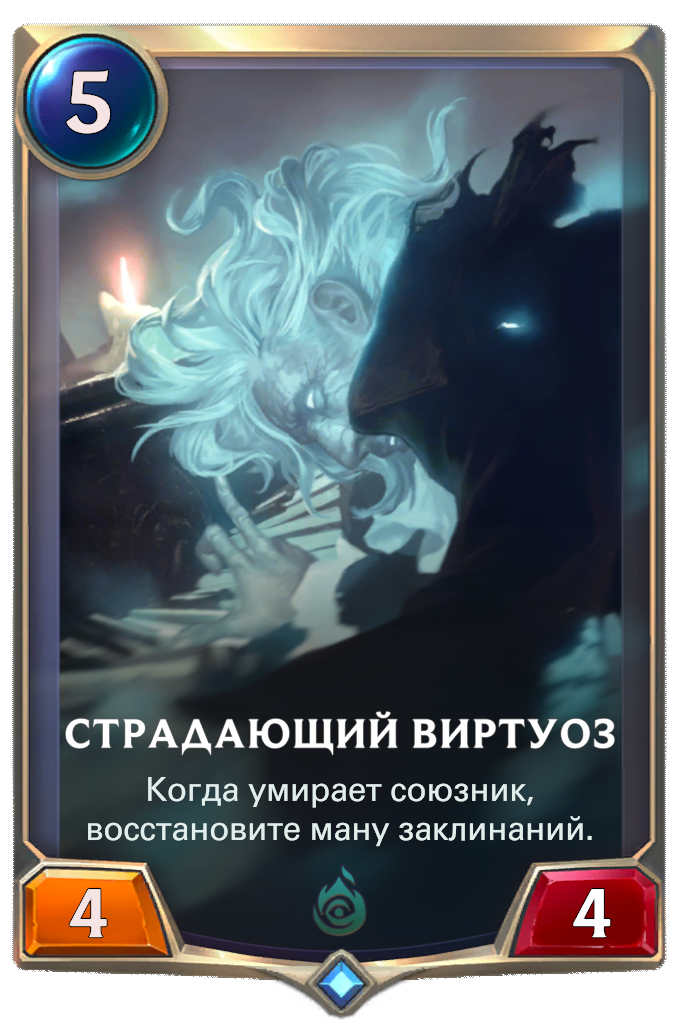 5
СТРАДАЮЩИЙ ВИРТУОЗ
Когда умирает союзник,
восстановите ману заклинаний.
4
4